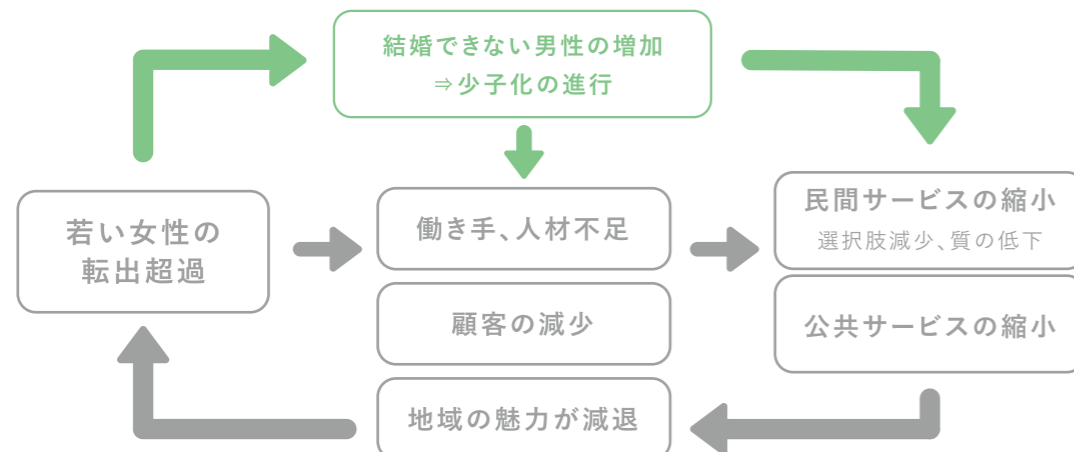 結婚できない男性の増加
⇒少子化の進行
若い女性の
転出超過
働き手、人材不足
顧客の減少
地域の魅力が減退
民間サービスの縮小
選択肢減少、質の低下
公共サービスの縮小